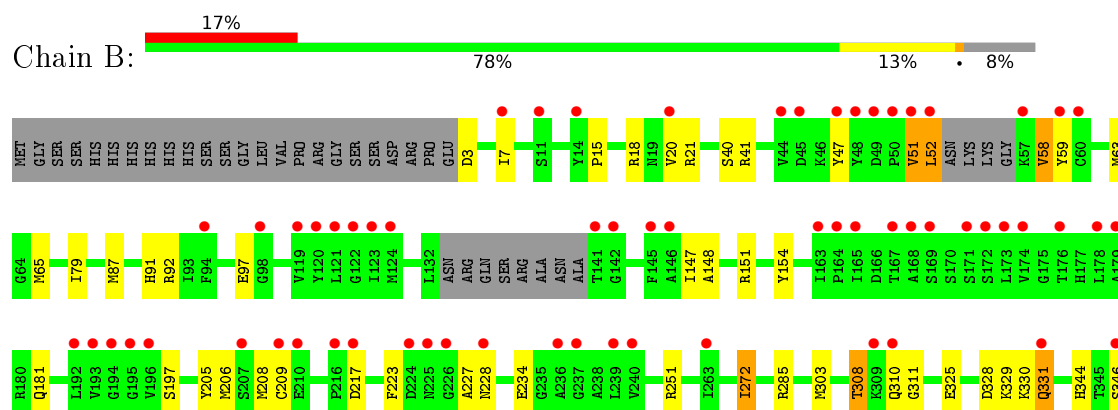 17%
Chain B:
78% 13% • 8%
MET GLY SER SER HIS HIS HIS HIS HIS HIS SER SER GLY LEU VAL PRO ARG GLY SER SER ASP ARG PRO GLU D3 I7 S11 Y14 P15 R18 N19 V20 R21 S40 R41 V44 D45 K46 Y47 Y48 D49 P50 V51 L52 ASN LYS LYS GLY K57 V58 Y59 C60 M63
G64 M65 I79 M87 H91 R92 I93 F94 E97 G98 V119 Y120 L121 G122 I123 M124 L132 ASN ARG GLN SER ARG ALA ASN ALA T141 G142 F145 A146 I147 A148 R151 Y154 I163 P164 I165 D166 T167 A168 S169 S170 S171 S172 L173 V174 G175 T176 H177 L178 A179
R180 Q181 L192 V193 G194 G195 V196 S197 Y205 M206 S207 M208 C209 E210 P216 D217 F223 D224 N225 G226 A227 N228 E234 G235 A236 G237 A238 L239 V240 R251 I263 I272 R285 M303 T308 K309 Q310 G311 E325 D328 K329 K330 Q331 H344 T345